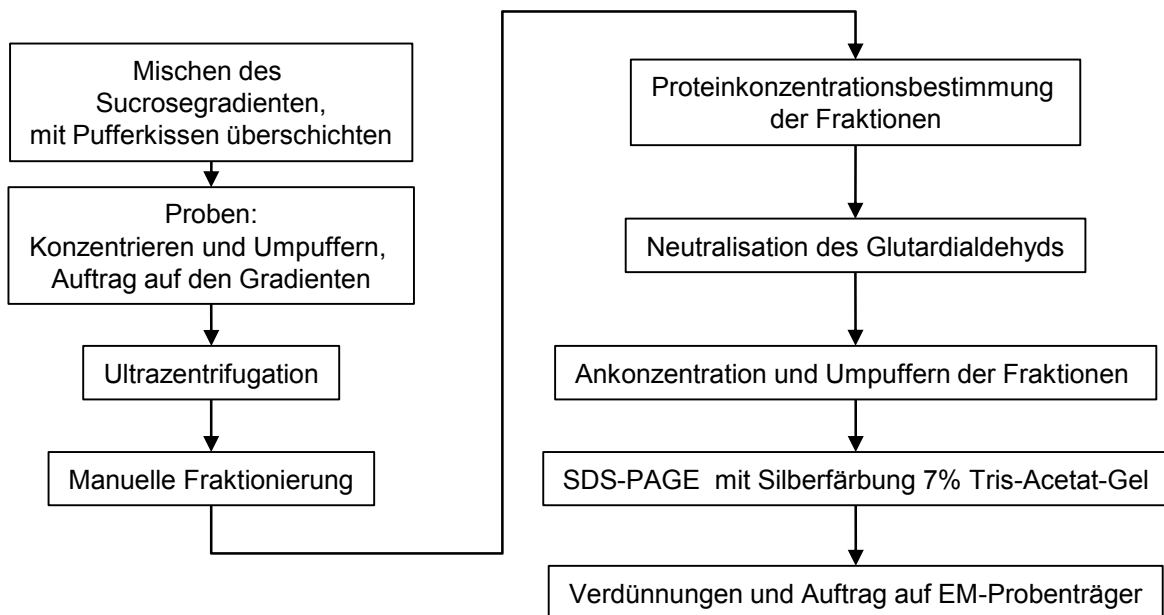 Mischen des
Sucrosegradienten,
mit Pufferkissen überschichten
Proben:
Konzentrieren und Umpuffern,
Auftrag auf den Gradienten
Ultrazentrifugation
Manuelle Fraktionierung
Proteinkonzentrationsbestimmung
der Fraktionen
Neutralisation des Glutardialdehyds
Ankonzentration und Umpuffern der Fraktionen
SDS-PAGE mit Silberfärbung 7% Tris-Acetat-Gel
Verdünnungen und Auftrag auf EM-Probenträger